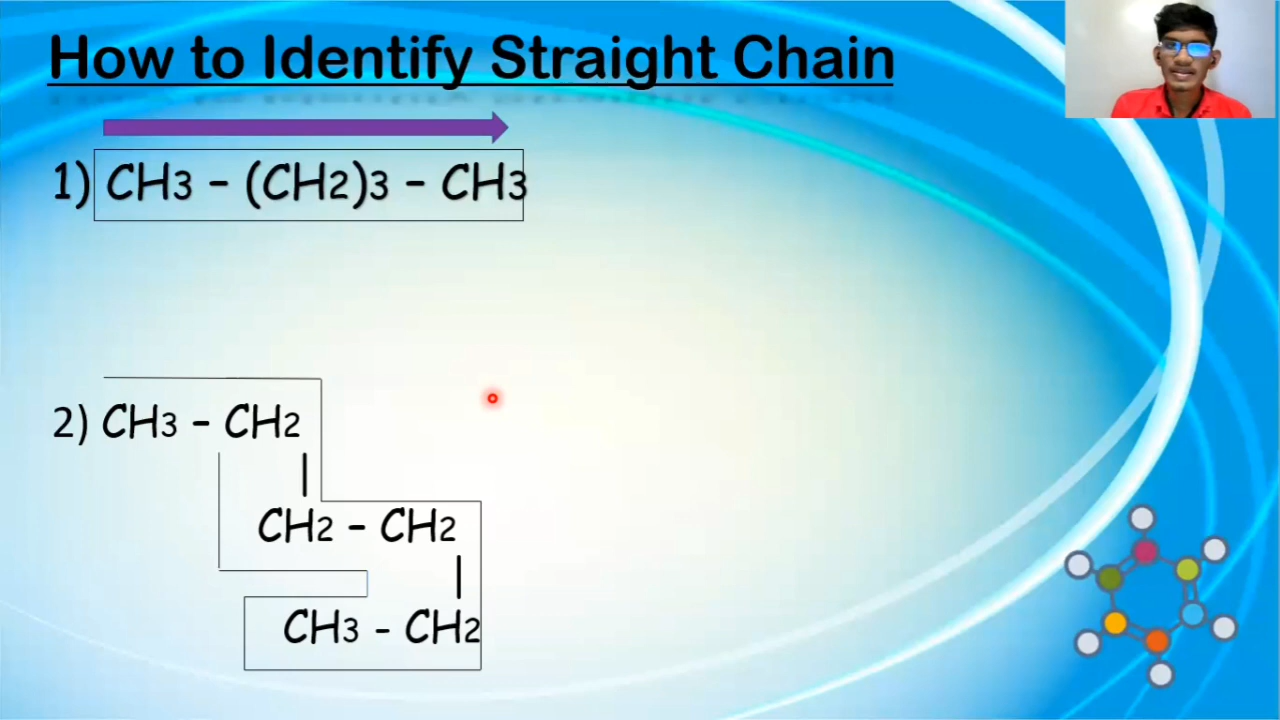 How to Identify Straight Chain
1) CH3 – (CH2)3 – CH3
2) CH3 – CH2
|
CH2 – CH2
|
CH3 - CH2